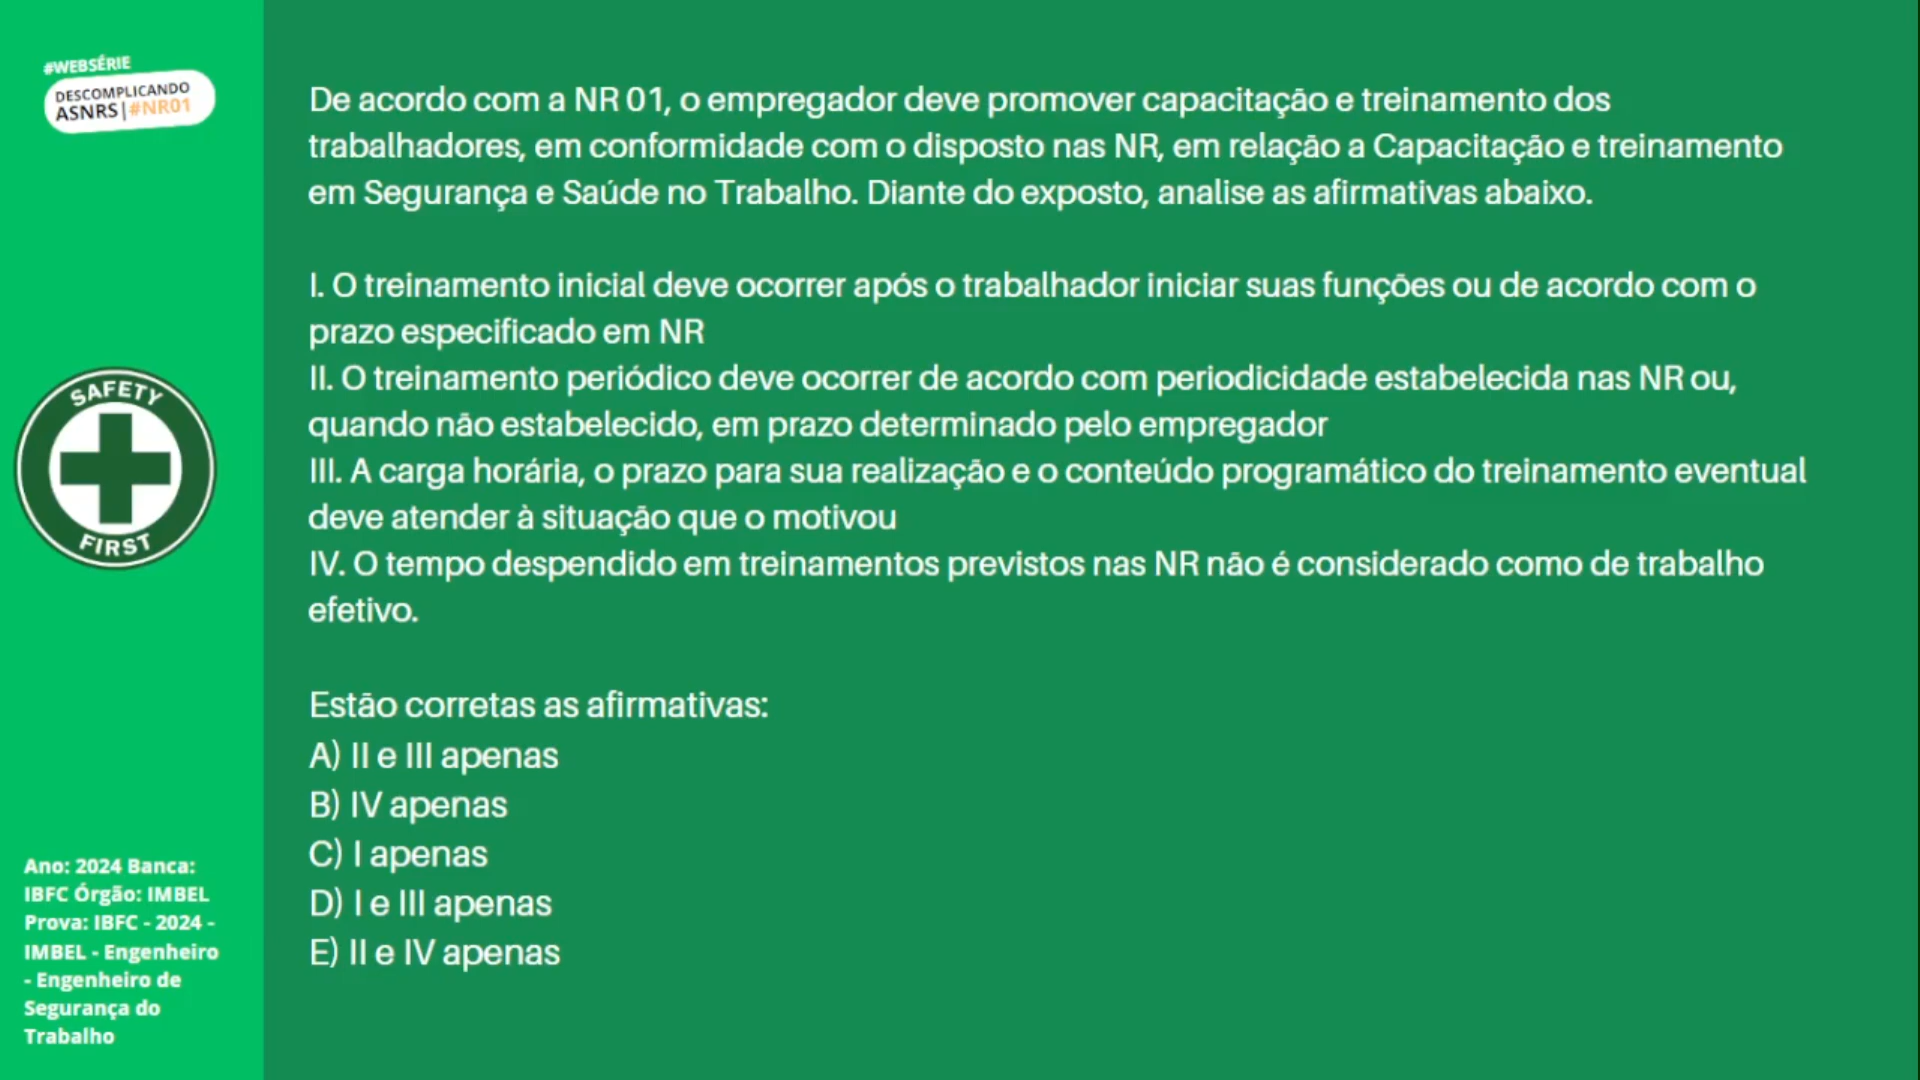 #WEBSÉRIE
DESCOMPLICANDO
ASNRS|#NR01
De acordo com a NR 01, o empregador deve promover capacitação e treinamento dos
trabalhadores, em conformidade com o disposto nas NR, em relação a Capacitação e treinamento
em Segurança e Saúde no Trabalho. Diante do exposto, analise as afirmativas abaixo.
I. O treinamento inicial deve ocorrer após o trabalhador iniciar suas funções ou de acordo com o
prazo especificado em NR
II. O treinamento periódico deve ocorrer de acordo com periodicidade estabelecida nas NR ou,
quando não estabelecido, em prazo determinado pelo empregador
III. A carga horária, o prazo para sua realização e o conteúdo programático do treinamento eventual
deve atender à situação que o motivou
IV. O tempo despendido em treinamentos previstos nas NR não é considerado como de trabalho
efetivo.
Estão corretas as afirmativas:
A) II e III apenas
B) IV apenas
C) I apenas
D) I e III apenas
E) II e IV apenas
SAFETY
FIRST
Ano: 2024 Banca:
IBFC Órgão: IMBEL
Prova: IBFC - 2024 -
IMBEL - Engenheiro
- Engenheiro de
Segurança do
Trabalho